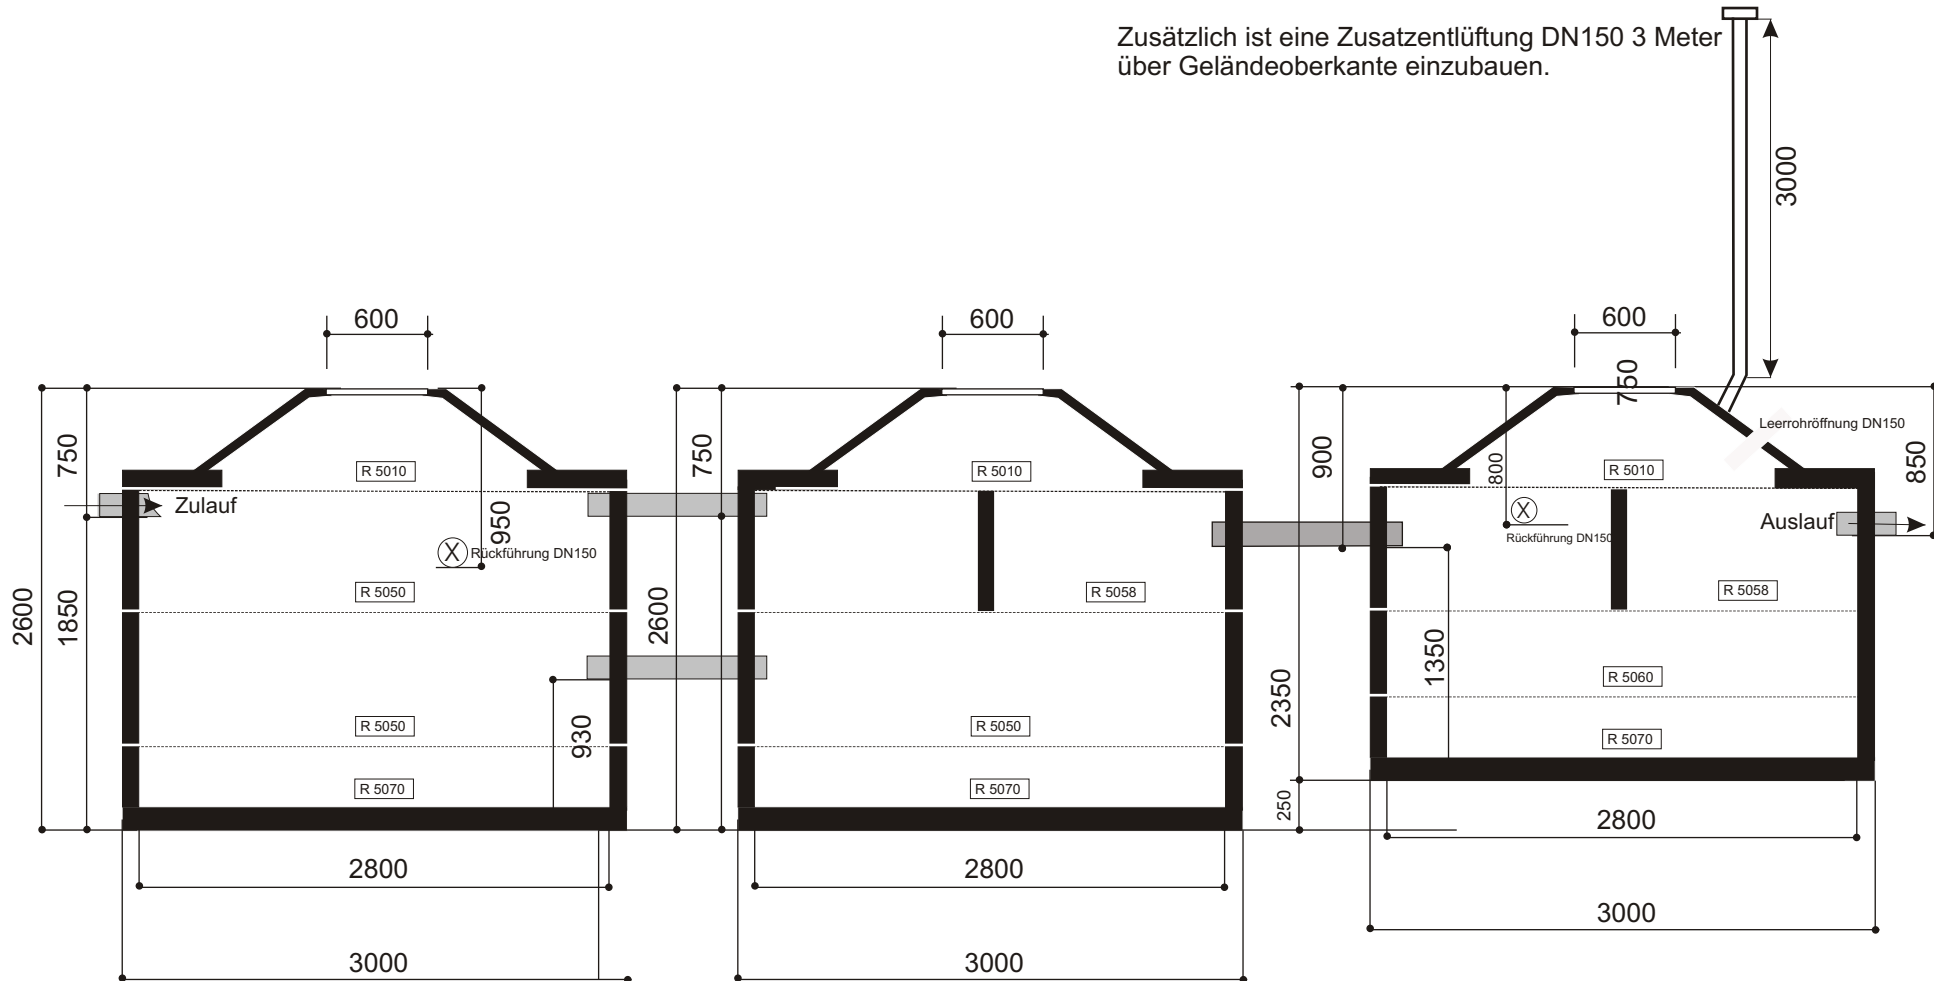 Zusätzlich ist eine Zusatzentlüftung DN150 3 Meter
über Geländeoberkante einzubauen.
3000
600
600
600
750
750
750
900
800
850
Leerrohröffnung DN150
R 5010
R 5010
R 5010
Zulauf
950
Rückführung DN150
X
X
Rückführung DN150
Auslauf
2600
1850
R 5050
2600
R 5058
R 5058
1350
2350
R 5060
930
R 5050
R 5050
R 5070
R 5070
R 5070
250
2800
2800
2800
3000
3000
3000